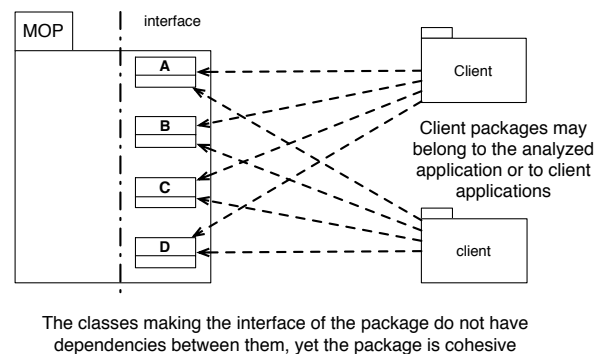 MOP
interface
A
B
C
D
Client
Client packages may
belong to the analyzed
application or to client
applications
client
The classes making the interface of the package do not have
dependencies between them, yet the package is cohesive